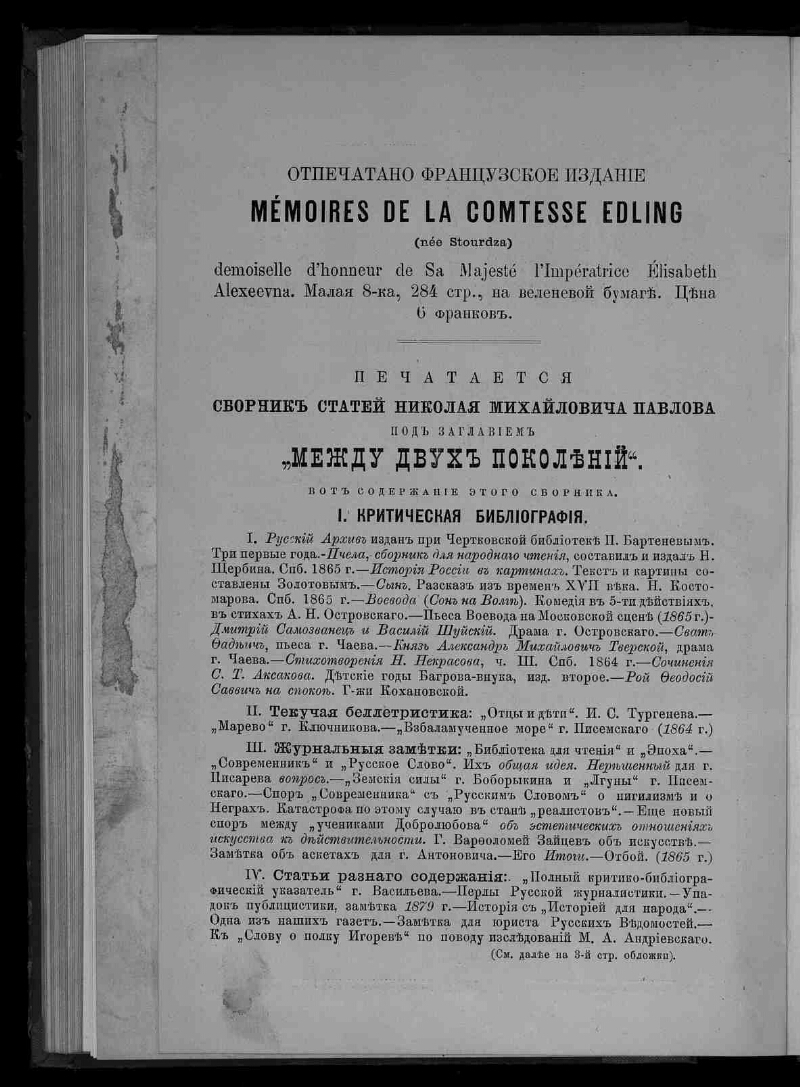 ОТПЕЧАТАНО ФРАНЦУЗСКОЕ ИЗДАНІЕ
MÉMOIRES DE LA COMTESSE EDLING
(née Stourdza)
demoiselle d'honneur de Sa Majesté l'Impératrice Élisabeth
Alexeevna. Малая 8-ка, 284 стр., на веленевой бумагѣ. Цѣна
6 франковъ.
ПЕЧАТАЕТСЯ
СБОРНИКЪ СТАТЕЙ НИКОЛАЯ МИХАЙЛОВИЧА ПАВЛОВА
ПОДЪ ЗАГЛАВІЕМЪ
„МЕЖДУ ДВУХЪ ПОКОЛѢНІЙ“.
ВОТЪ СОДЕРЖАНІЕ ЭТОГО СБОРНИКА.
I. КРИТИЧЕСКАЯ БИБЛІОГРАФІЯ.
I. Русскій Архивъ изданъ при Чертковской библіотекѣ П. Бартеневымъ.
Три первые года.-Пчела, сборникъ для народнаго чтенія, составилъ и издалъ Н.
Щербина. Спб. 1865 г.—Исторія Россіи въ картинахъ. Текстъ и картины со-
ставлены Золотовымъ.—Сынъ. Разсказъ изъ временъ XVII вѣка. Н. Косто-
марова. Спб. 1865 г.—Воевода (Сонъ на Волгѣ). Комедія въ 5-ти дѣйствіяхъ,
въ стихахъ А. Н. Островскаго.—Пьеса Воевода на Московской сценѣ (1865 г.)-
Дмитрій Самозванецъ и Василій Шуйскій. Драма г. Островскаго.—Сватъ
Ѳадѣичъ, пьеса г. Чаева.—Князь Александръ Михайловичъ Тверской, драма
г. Чаева.—Стихотворенія Н. Некрасова, ч. III. Спб. 1864 г.—Сочиненія
С. Т. Аксакова. Дѣтскіе годы Багрова-внука, изд. второе.—Рой Ѳеодосій
Саввичъ на спокоѣ. Г-жи Кохановской.
II. Текучая беллетристика: „Отцы и дѣти“. И. С. Тургенева.—
„Марево“ г. Ключникова.—„Взбаламученное море“ г. Писемскаго (1864 г.)
III. Журнальныя замѣтки: „Библіотека для чтенія“ и „Эпоха“.—
„Современникъ“ и „Русское Слово“. Ихъ общая идея. Нерѣшенный для г.
Писарева вопросъ.—„Земскія силы“ г. Боборыкина и „Лгуны“ г. Писем-
скаго.—Споръ „Современника“ съ „Русскимъ Словомъ“ о нигилизмѣ и о
Неграхъ. Катастрофа по этому случаю въ станѣ „реалистовъ“.—Еще новый
споръ между „учениками Добролюбова“ объ эстетическихъ отношеніяхъ
искусства къ дѣйствительности. Г. Варѳоломей Зайцевъ объ искусствѣ.—
Замѣтка объ аскетахъ для г. Антоновича.—Его Итоги.—Отбой. (1865 г.)
IV. Статьи разнаго содержанія: „Полный критико-библіогра-
фическій указатель“ г. Васильева.—Перлы Русской журналистики.—Упа-
докъ публицистики, замѣтка 1879 г.—Исторія съ „Исторіей для народа“.—
Одна изъ нашихъ газетъ.—Замѣтка для юриста Русскихъ Вѣдомостей.—
Къ „Слову о полку Игоревѣ“ по поводу изслѣдованій М. А. Андріевскаго.
(См. далѣе на 3-й стр. обложки).